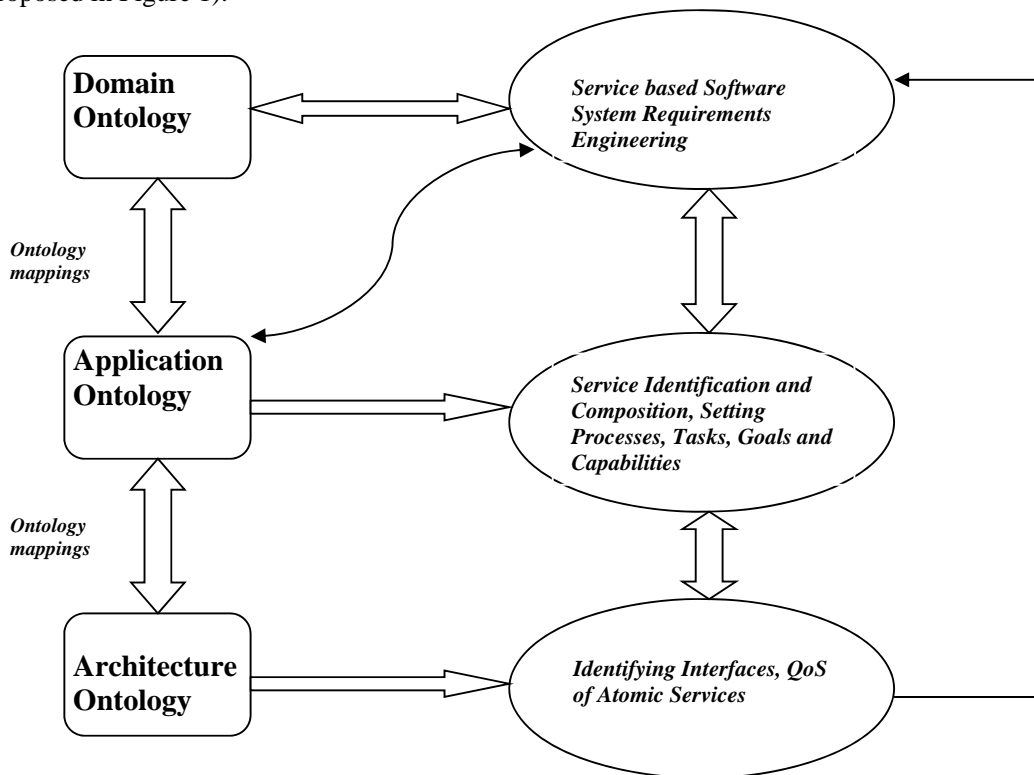 roposed in Figure 1).
Domain
Ontology
Service based Software
System Requirements
Engineering
Ontology
mappings
Application
Ontology
Service Identification and
Composition, Setting
Processes, Tasks, Goals and
Capabilities
Ontology
mappings
Architecture
Ontology
Identifying Interfaces, QoS
of Atomic Services